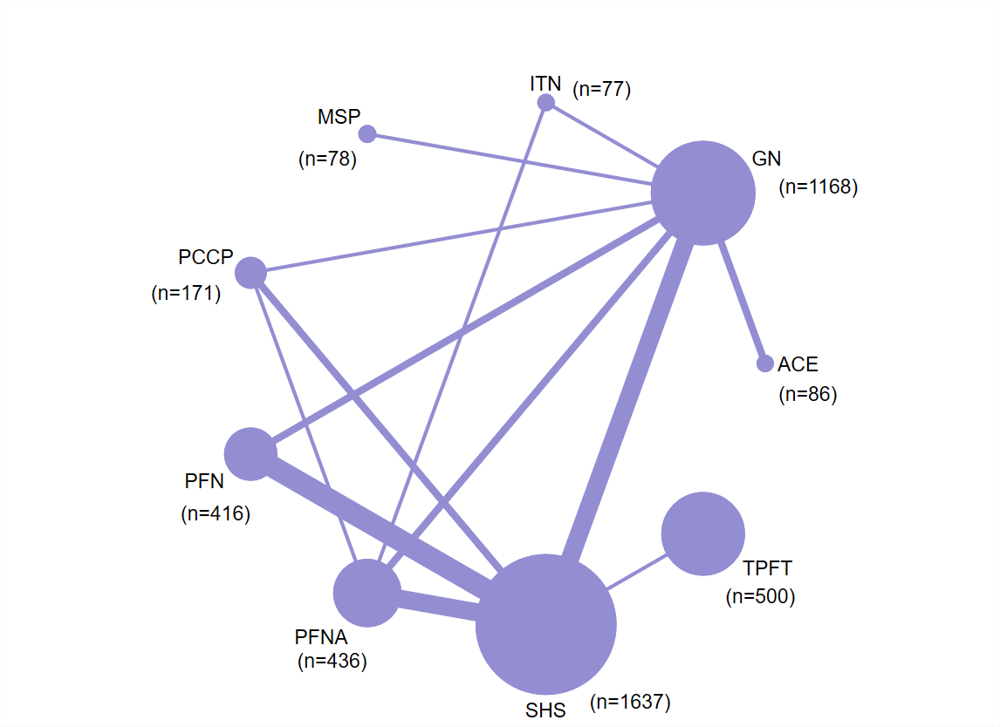 ITN (n=77)
MSP
(n=78)
GN
(n=1168)
PCCP
(n=171)
ACE
(n=86)
PFN
(n=416)
TPFT
(n=500)
PFNA
(n=436)
SHS (n=1637)